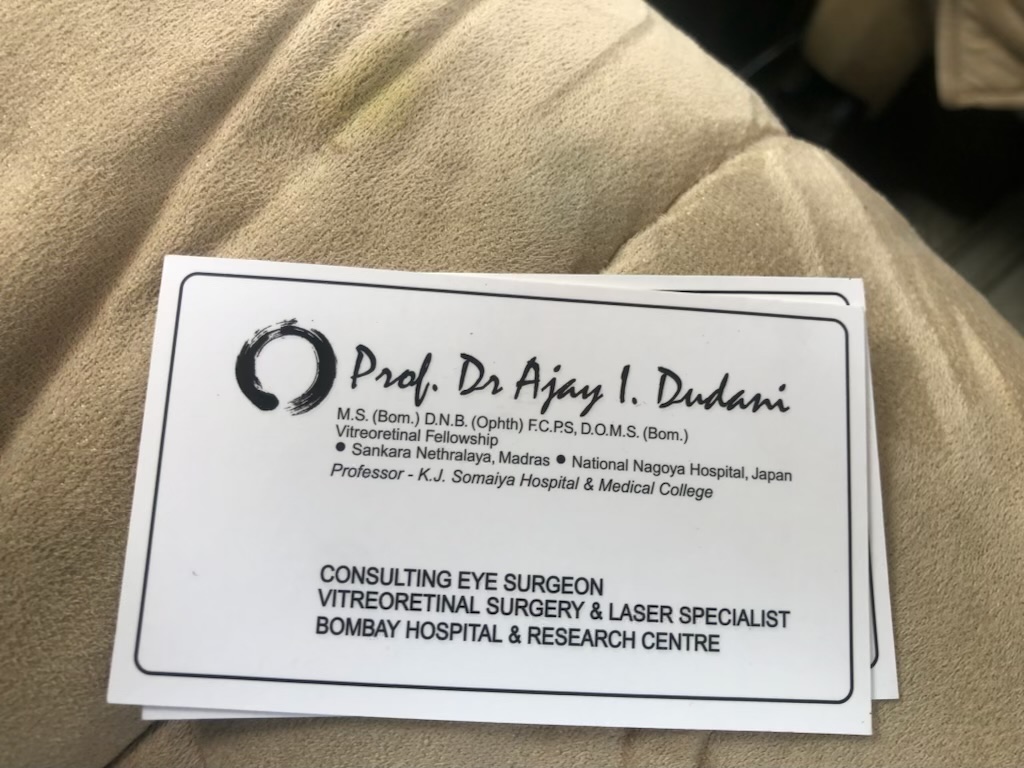 Prof. Dr Ajay I. Dudani
M.S. (Bom.) D.N.B. (Ophth) F.C.P.S, D.O.M.S. (Bom.)
Vitreoretinal Fellowship
• Sankara Nethralaya, Madras • National Nagoya Hospital, Japan
Professor - K.J. Somaiya Hospital & Medical College
CONSULTING EYE SURGEON
VITREORETINAL SURGERY & LASER SPECIALIST
BOMBAY HOSPITAL & RESEARCH CENTRE